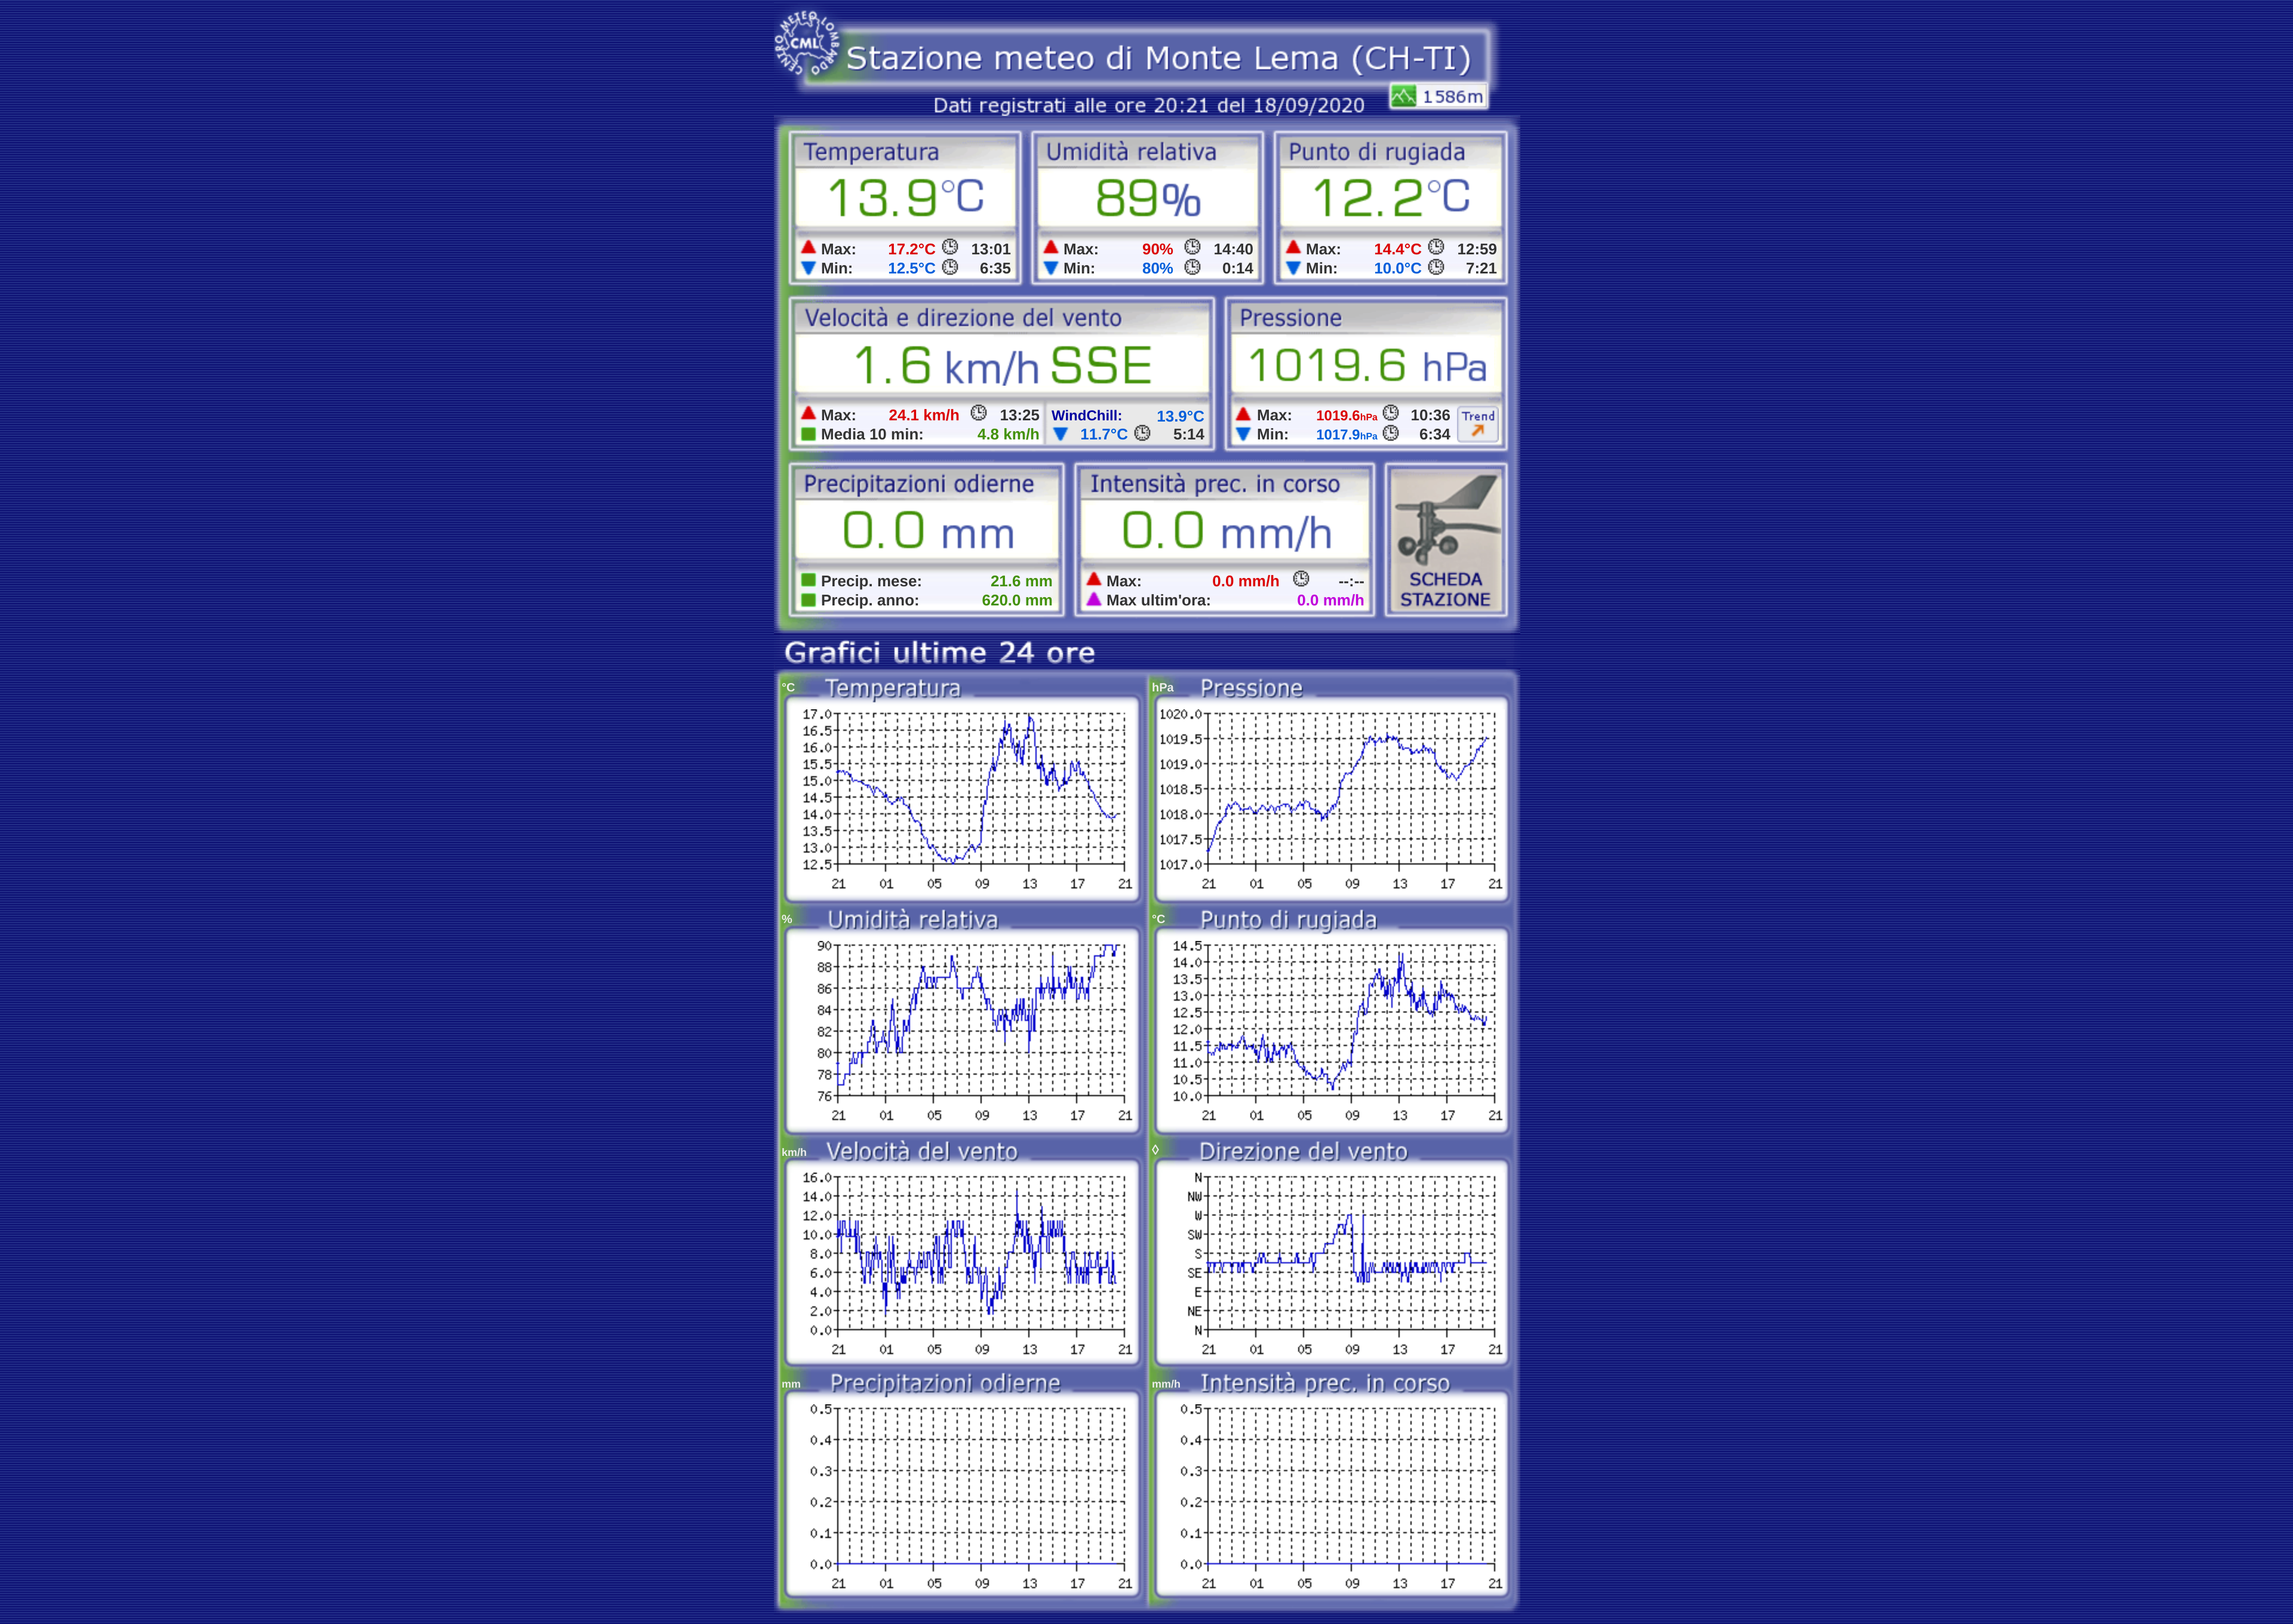 CENTRO METEO LOMBARDO
CML
Stazione meteo di Monte Lema (CH-TI)
Dati registrati alle ore 20:21 del 18/09/2020
1586m
Temperatura
13.9°C
Max: 17.2°C 13:01
Min: 12.5°C 6:35
Umidità relativa
89%
Max: 90% 14:40
Min: 80% 0:14
Punto di rugiada
12.2°C
Max: 14.4°C 12:59
Min: 10.0°C 7:21
Velocità e direzione del vento
1.6 km/h SSE
Max: 24.1 km/h 13:25
Media 10 min: 4.8 km/h
WindChill: 13.9°C
11.7°C 5:14
Pressione
1019.6 hPa
Max: 1019.6hPa 10:36
Min: 1017.9hPa 6:34
Trend
Precipitazioni odierne
0.0 mm
Precip. mese: 21.6 mm
Precip. anno: 620.0 mm
Intensità prec. in corso
0.0 mm/h
Max: 0.0 mm/h --:--
Max ultim'ora: 0.0 mm/h
SCHEDA
STAZIONE
Grafici ultime 24 ore
°C Temperatura
17.0
16.5
16.0
15.5
15.0
14.5
14.0
13.5
13.0
12.5
21 01 05 09 13 17 21
hPa Pressione
1020.0
1019.5
1019.0
1018.5
1018.0
1017.5
1017.0
21 01 05 09 13 17 21
% Umidità relativa
90
88
86
84
82
80
78
76
21 01 05 09 13 17 21
°C Punto di rugiada
14.5
14.0
13.5
13.0
12.5
12.0
11.5
11.0
10.5
10.0
21 01 05 09 13 17 21
km/h Velocità del vento
16.0
14.0
12.0
10.0
8.0
6.0
4.0
2.0
0.0
21 01 05 09 13 17 21
◊ Direzione del vento
N
NW
W
SW
S
SE
E
NE
N
21 01 05 09 13 17 21
mm Precipitazioni odierne
0.5
0.4
0.3
0.2
0.1
0.0
21 01 05 09 13 17 21
mm/h Intensità prec. in corso
0.5
0.4
0.3
0.2
0.1
0.0
21 01 05 09 13 17 21